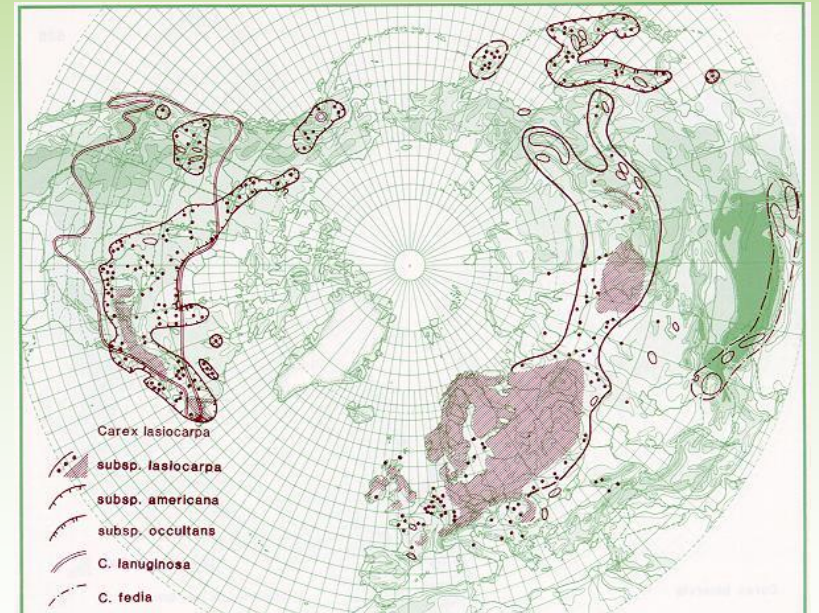 Carex lasiocarpa
subsp. lasiocarpa
subsp. americana
subsp. occultans
C. lanuginosa
C. fedia